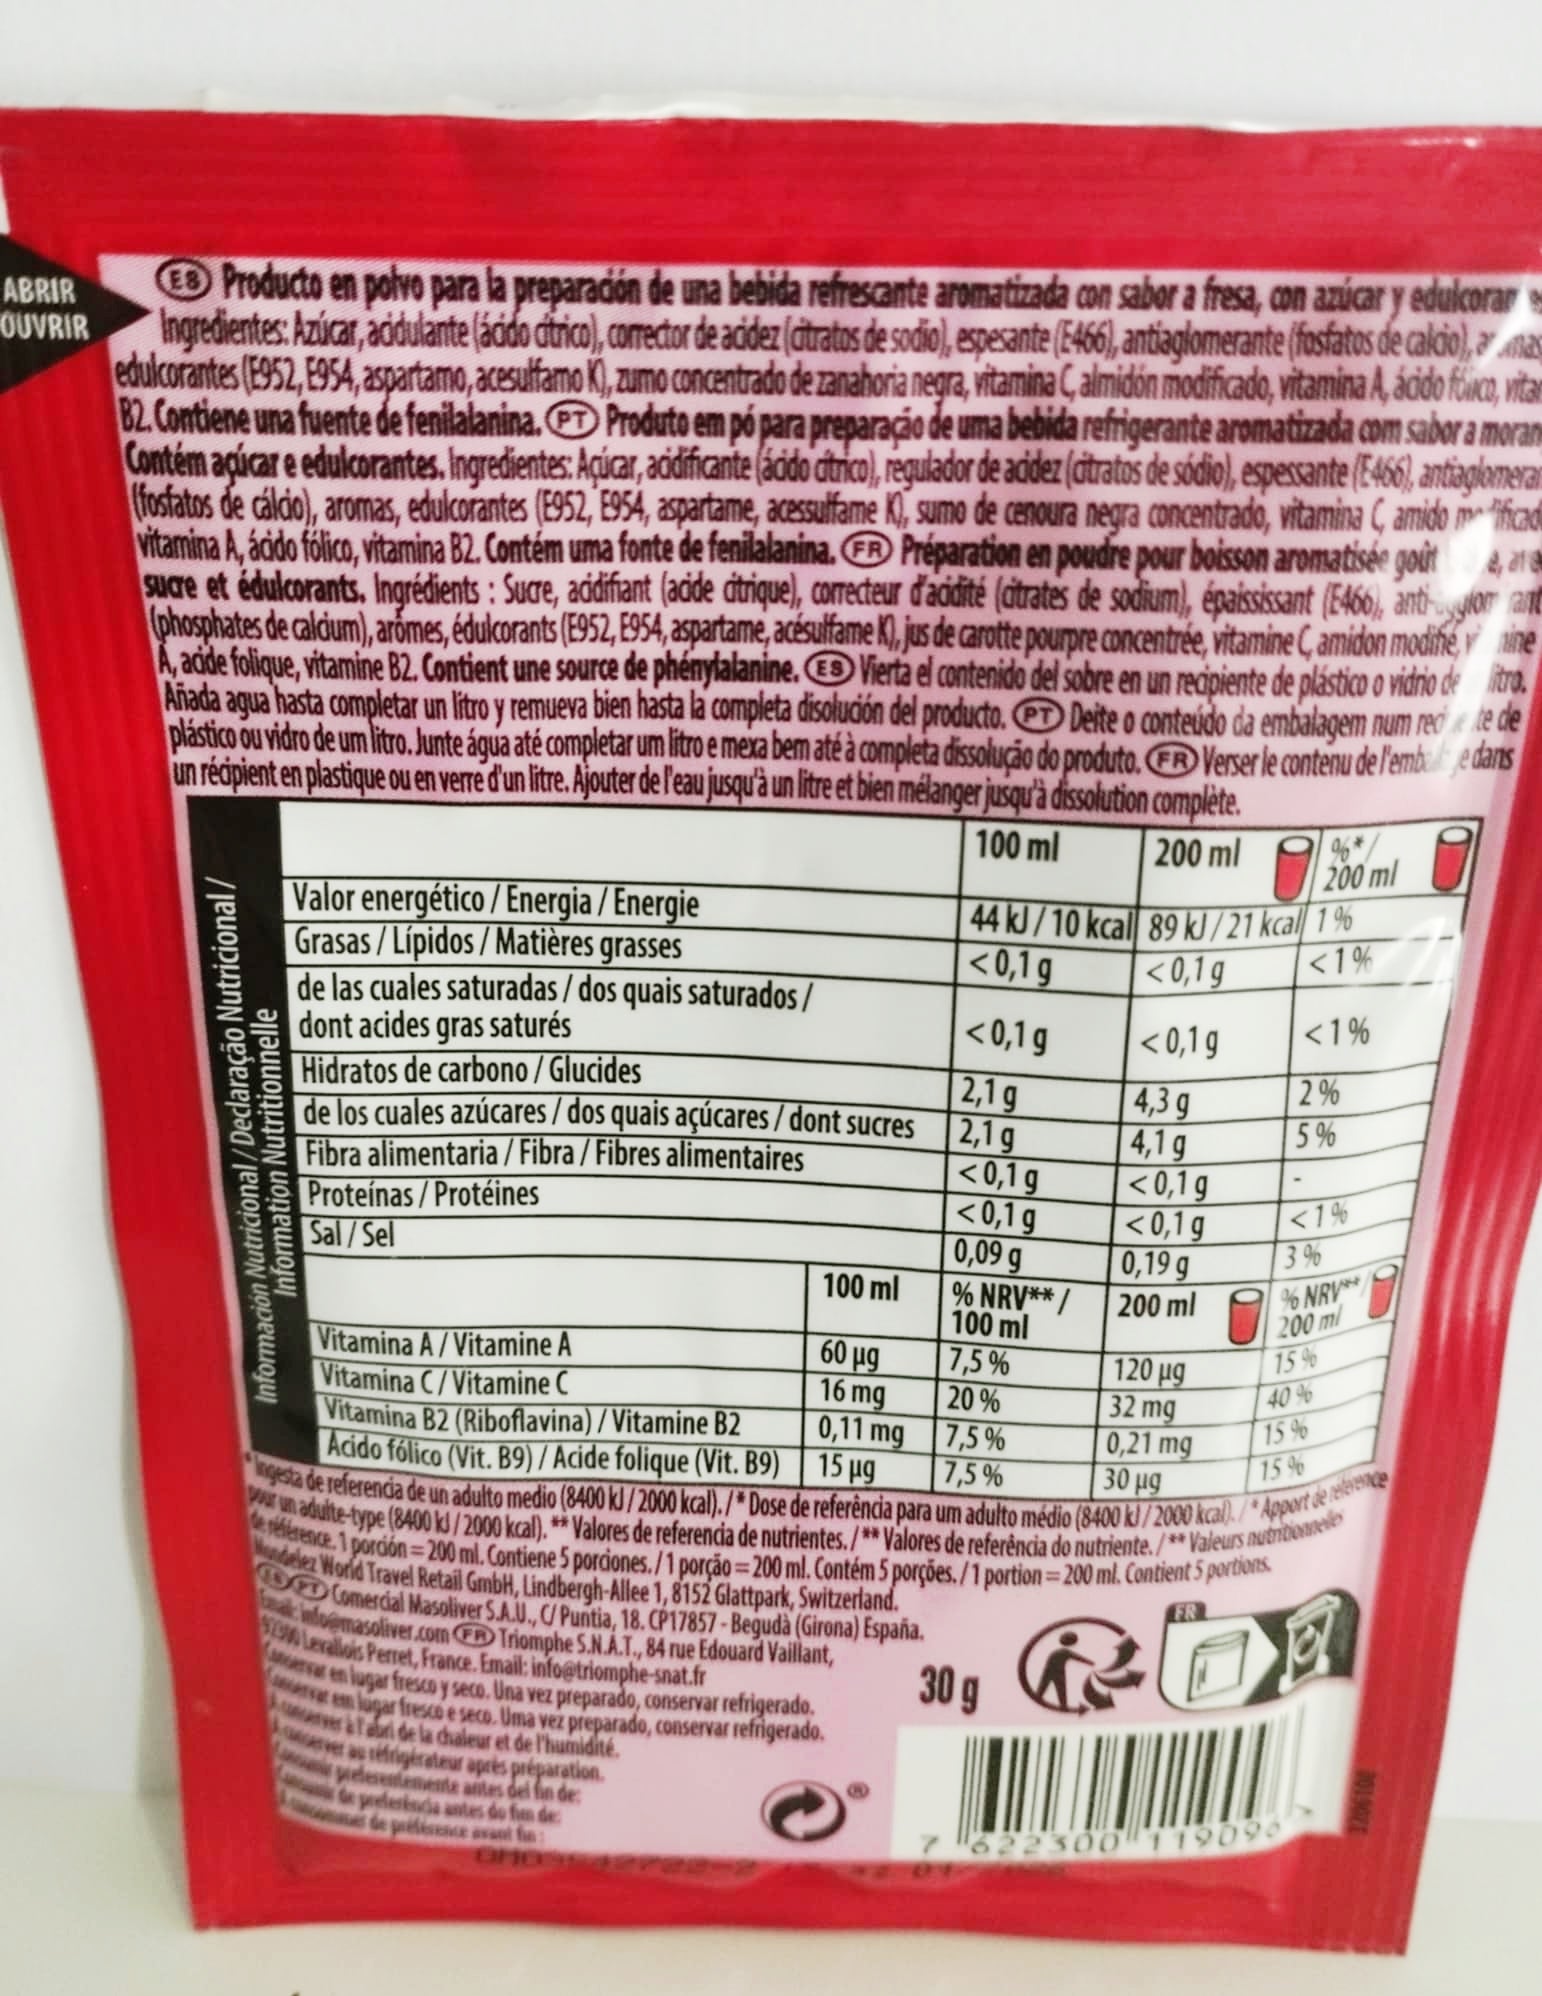 ABRIR
OUVRIR
ES Producto en polvo para la preparación de una bebida refrescante aromatizada con sabor a fresa, con azúcar y
Ingredientes: Azúcar, acidulante (ácido cítrico), corrector de acidez (citratos de sodio), espesante (E466), antiaglomerante (fosfatos de calcio),
edulcorantes (E952, E954, aspartamo, acesulfamo K), zumo concentrado de zanahoria negra, vitamina C, almidón modificado, vitamina A, ácido fólico,
B2. Contiene una fuente de fenilalanina. PT Produto em pó para preparação de uma bebida refrigerante aromatizada com sabor a
Contém açúcar e edulcorantes. Ingredientes: Açúcar, acidificante (ácido cítrico), regulador de acidez (citratos de sódio), espessante (E466),
(fosfatos de cálcio), aromas, edulcorantes (E952, E954, aspartame, acessulfame K), sumo de cenoura negra concentrado, vitamina C, amido
vitamina A, ácido fólico, vitamina B2. Contém uma fonte de fenilalanina. FR Préparation en poudre pour boisson aromatisée goût
sucre et édulcorants. Ingrédients : Sucre, acidifiant (acide citrique), correcteur d'acidité (citrates de sodium), épaississant (E466),
(phosphates de calcium), arômes, édulcorants (E952, E954, aspartame, acésulfame K), jus de carotte pourpre concentrée, vitamine C, amidon modifié,
A, acide folique, vitamine B2. Contient une source de phénylalanine. ES Vierta el contenido del sobre en un recipiente de plástico o vidrio de litro.
Añada agua hasta completar un litro y remueva bien hasta la completa disolución del producto. PT Deite o conteúdo da embalagem num de
plástico ou vidro de um litro. Junte água até completar um litro e mexa bem até à completa dissolução do produto. FR Verser le contenu de dans
un récipient en plastique ou en verre d'un litre. Ajouter de l'eau jusqu'à un litre et bien mélanger jusqu'à dissolution complète.
Información Nutricional / Declaração Nutricional /
Information Nutritionnelle
100 ml 200 ml %*/ 200 ml
Valor energético / Energia / Energie 44 kJ / 10 kcal 89 kJ / 21 kcal 1 %
Grasas / Lípidos / Matières grasses <0,1 g <0,1 g <1 %
de las cuales saturadas / dos quais saturados /
dont acides gras saturés <0,1 g <0,1 g <1 %
Hidratos de carbono / Glucides 2,1 g 4,3 g 2 %
de los cuales azúcares / dos quais açúcares / dont sucres 2,1 g 4,1 g 5 %
Fibra alimentaria / Fibra / Fibres alimentaires <0,1 g <0,1 g -
Proteínas / Protéines <0,1 g <0,1 g <1 %
Sal / Sel 0,09 g 0,19 g 3 %
100 ml % NRV**/ 100 ml 200 ml % NRV**/ 200 ml
Vitamina A / Vitamine A 60 µg 7,5 % 120 µg 15 %
Vitamina C / Vitamine C 16 mg 20 % 32 mg 40 %
Vitamina B2 (Riboflavina) / Vitamine B2 0,11 mg 7,5 % 0,21 mg 15 %
Acido fólico (Vit. B9) / Acide folique (Vit. B9) 15 µg 7,5 % 30 µg 15 %
*Ingesta de referencia de un adulto medio (8400 kJ / 2000 kcal). / * Dose de referência para um adulto médio (8400 kJ / 2000 kcal). / * Apport de référence
pour un adulte-type (8400 kJ / 2000 kcal). ** Valores de referencia de nutrientes. / ** Valores de referência do nutriente. / ** Valeurs nutritionnelles
de référence. 1 porción = 200 ml. Contiene 5 porciones. / 1 porção = 200 ml. Contém 5 porções. / 1 portion = 200 ml. Contient 5 portions.
Mondelez World Travel Retail GmbH, Lindbergh-Allee 1, 8152 Glattpark, Switzerland.
ES PT Comercial Masoliver S.A.U., C/ Puntia, 18. CP17857 - Begudà (Girona) España.
Email: info@masoliver.com FR Triomphe S.N.A.T., 84 rue Edouard Vaillant,
92300 Levallois Perret, France. Email: info@triomphe-snat.fr
Conservar en lugar fresco y seco. Una vez preparado, conservar refrigerado.
Conservar em lugar fresco e seco. Uma vez preparado, conservar refrigerado.
A conserver à l'abri de la chaleur et de l'humidité.
A conserver au réfrigérateur après préparation.
Consumir preferentemente antes del fin de:
Consumir de preferência antes do fim de:
A consommer de préférence avant fin :
30 g
FR
®
7 622300 119096